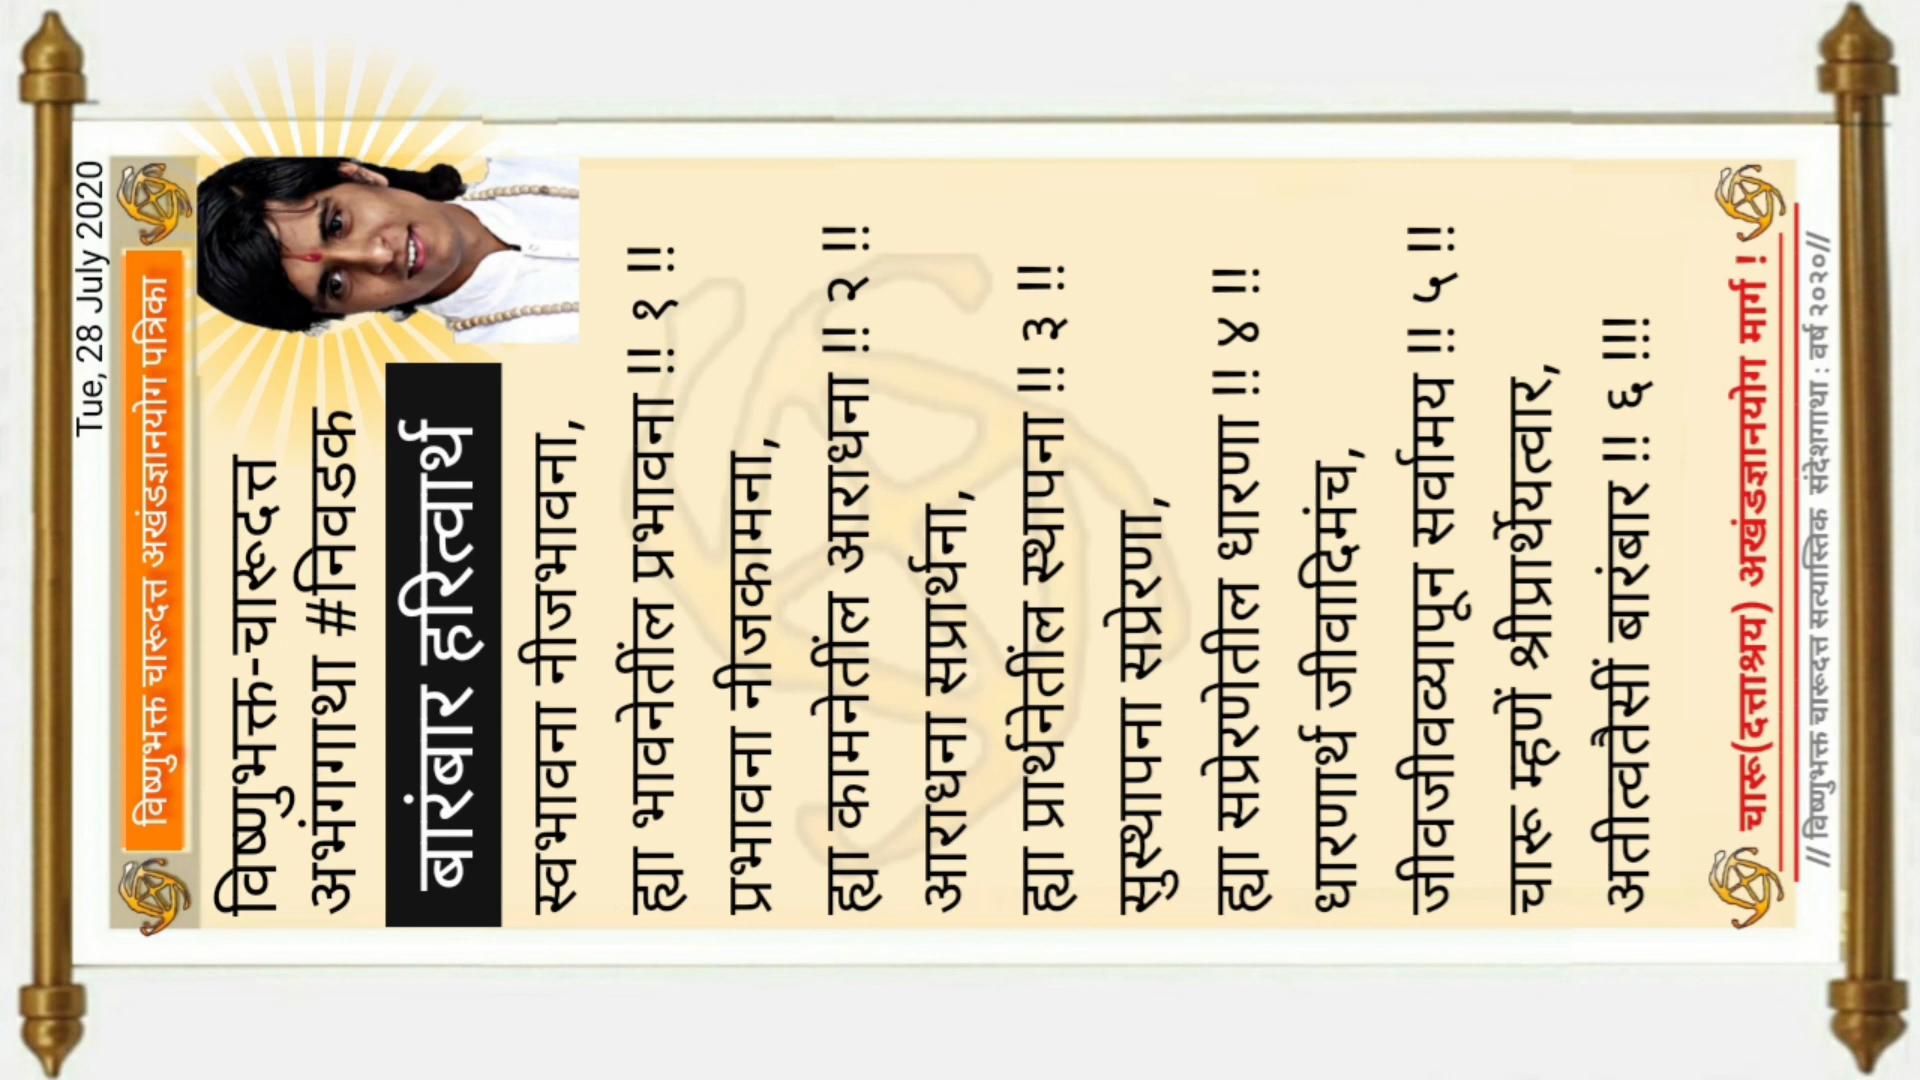 Tue, 28 July 2020
विष्णुभक्त चारूदत्त अखंडज्ञानयोग पत्रिका
विष्णुभक्त-चारूदत्त
अभंगगाथा #निवडक
बारंबार हरित्वार्थ
स्वभावना नीजभावना,
ह्या भावनेतींल प्रभावना || १ ||
प्रभावना नीजकामना,
ह्या कामनेतींल आराधना || २ ||
आराधना सप्रार्थना,
ह्या प्रार्थनेतींल स्थापना || ३ ||
सुस्थापना सप्रेरणा,
ह्या सप्रेरणेतील धारणा || ४ ||
धारणार्थ जीवादिमंच,
जीवजीवव्यापून सर्वामय || ५ ||
चारू म्हणें श्रीप्रार्थेयत्वार,
अतीत्वतेसीं बारंबार || ६ |||
चारू(दत्ताश्रय) अखंडज्ञानयोग मार्ग !
// विष्णुभक्त चारूदत्त सत्यास्तिक संदेशगाथा : वर्ष २०२०//